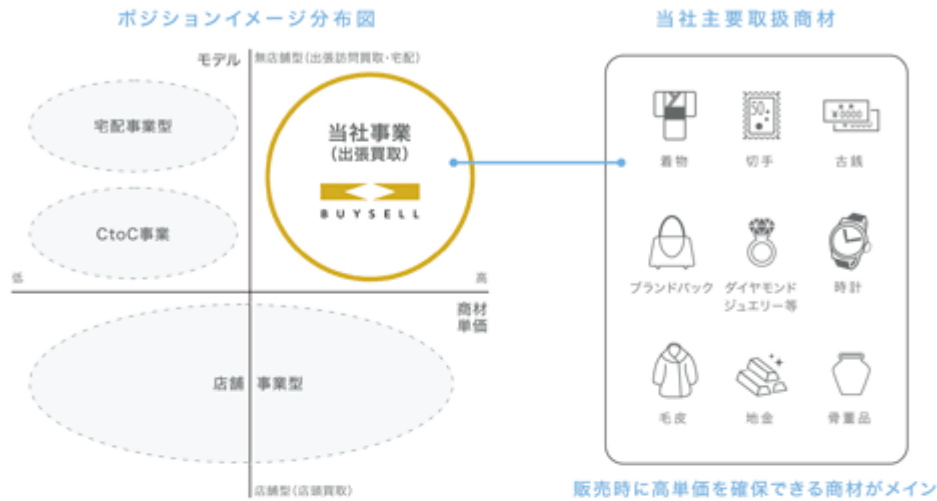 ポジションイメージ分布図
当社主要取扱商材
モデル
無店舗型(出張訪問買取・宅配)
宅配事業型
当社事業
(出張買取)
BUYSELL
CtoC事業
低
高
商材
単価
店舗 事業型
店舗型(店頭買取)
50
¥0000
着物
切手
古銭
ブランドバック
ダイヤモンド
ジュエリー等
時計
毛皮
地金
骨董品
販売時に高単価を確保できる商材がメイン